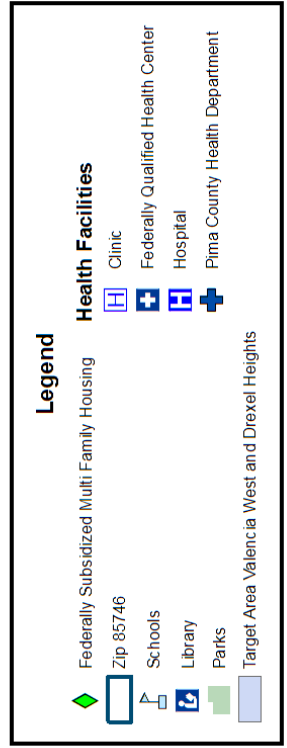 Legend
Federally Subsidized Multi Family Housing
Zip 85746
Schools
Library
Parks
Target Area Valencia West and Drexel Heights
Health Facilities
H Clinic
Federally Qualified Health Center
H Hospital
Pima County Health Department